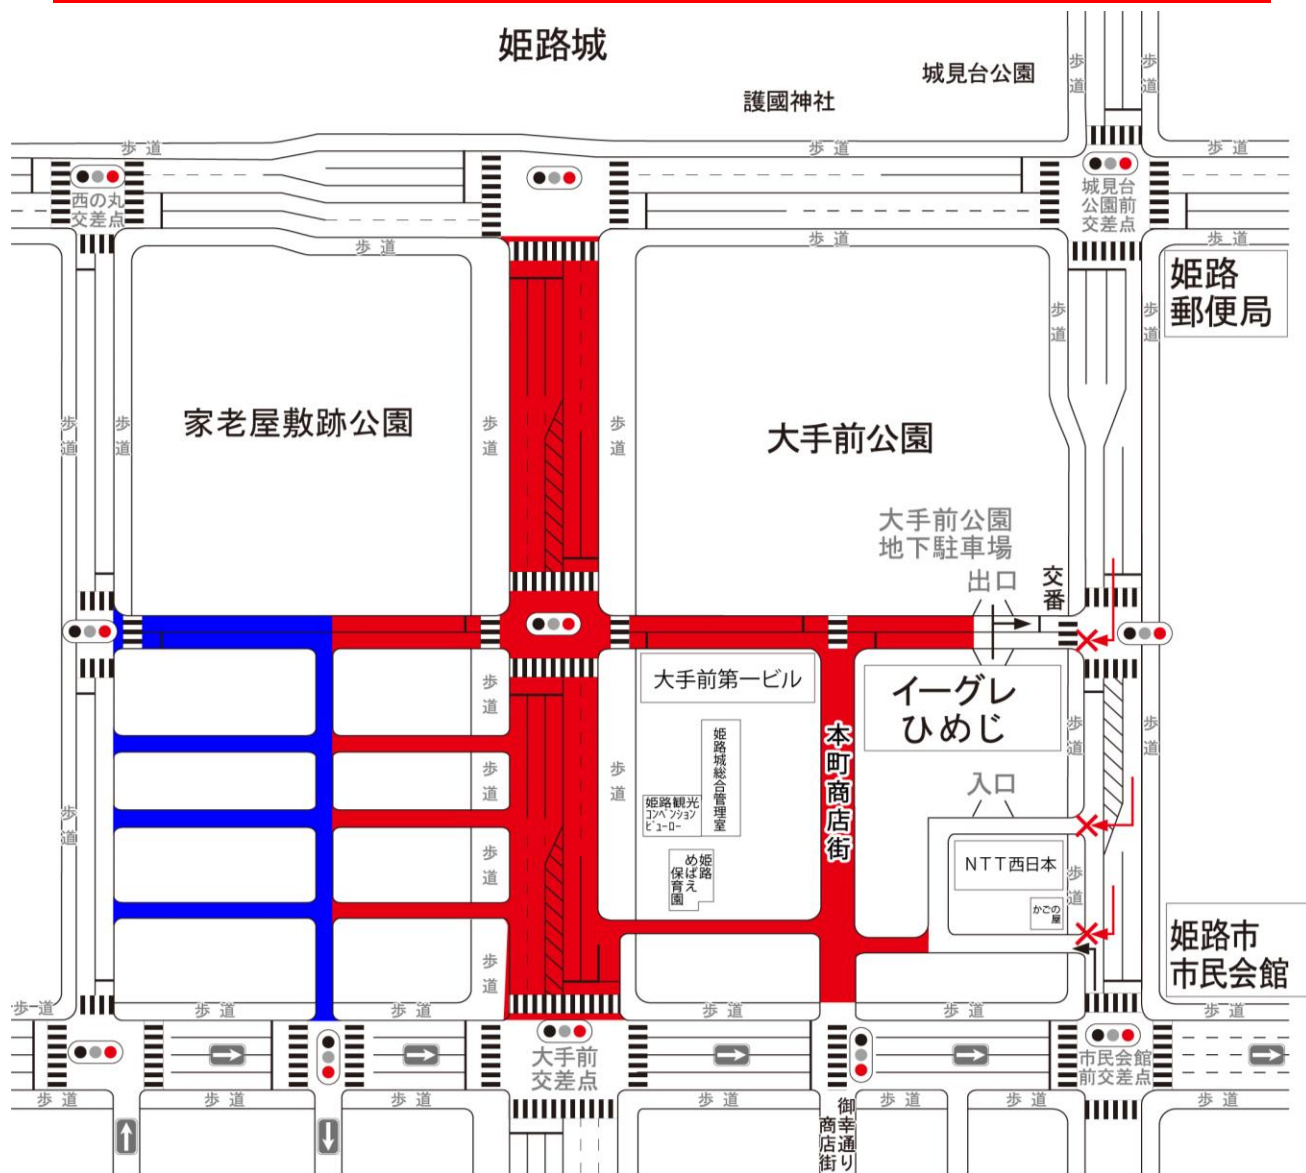 姫路城
城見台公園
護國神社
歩道
歩道
歩道
歩道
歩道
西の丸
交差点
城見台
公園前
交差点
歩道
歩道
歩道
姫路
郵便局
歩道
歩道
歩道
歩道
歩道
歩道
家老屋敷跡公園
大手前公園
大手前公園
地下駐車場
出口
交番
大手前第一ビル
イーグレ
ひめじ
歩道
歩道
歩道
本町商店街
姫路城総合管理室
入口
歩道
歩道
歩道
姫路観光
コンベンション
ビューロー
姫路
めばえ
保育園
NTT西日本
歩道
歩道
かごの
屋
姫路市
市民会館
歩道
歩道
歩道
歩道
歩道
歩道
歩道
大手前
交差点
市民会館
前交差点
歩道
歩道
歩道
歩道
歩道
歩道
御幸通り
商店街